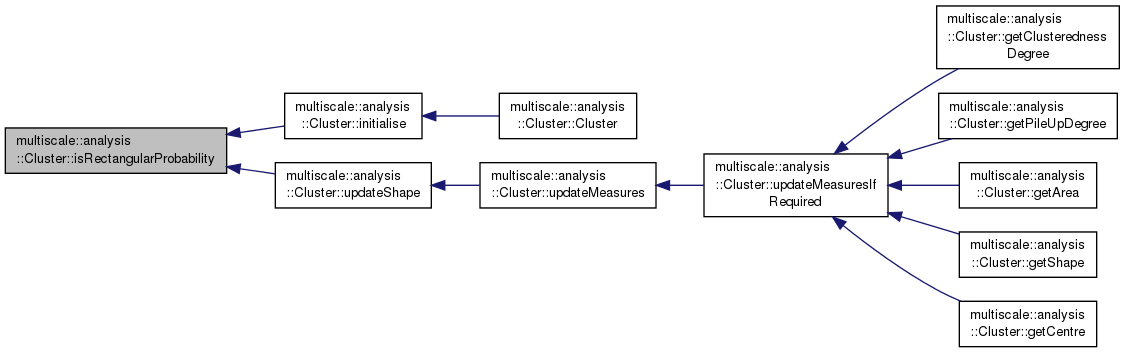 multiscale::analysis
::Cluster::isRectangularProbability
multiscale::analysis
::Cluster::initialise
multiscale::analysis
::Cluster::Cluster
multiscale::analysis
::Cluster::updateShape
multiscale::analysis
::Cluster::updateMeasures
multiscale::analysis
::Cluster::updateMeasuresIf
Required
multiscale::analysis
::Cluster::getClusteredness
Degree
multiscale::analysis
::Cluster::getPileUpDegree
multiscale::analysis
::Cluster::getArea
multiscale::analysis
::Cluster::getShape
multiscale::analysis
::Cluster::getCentre